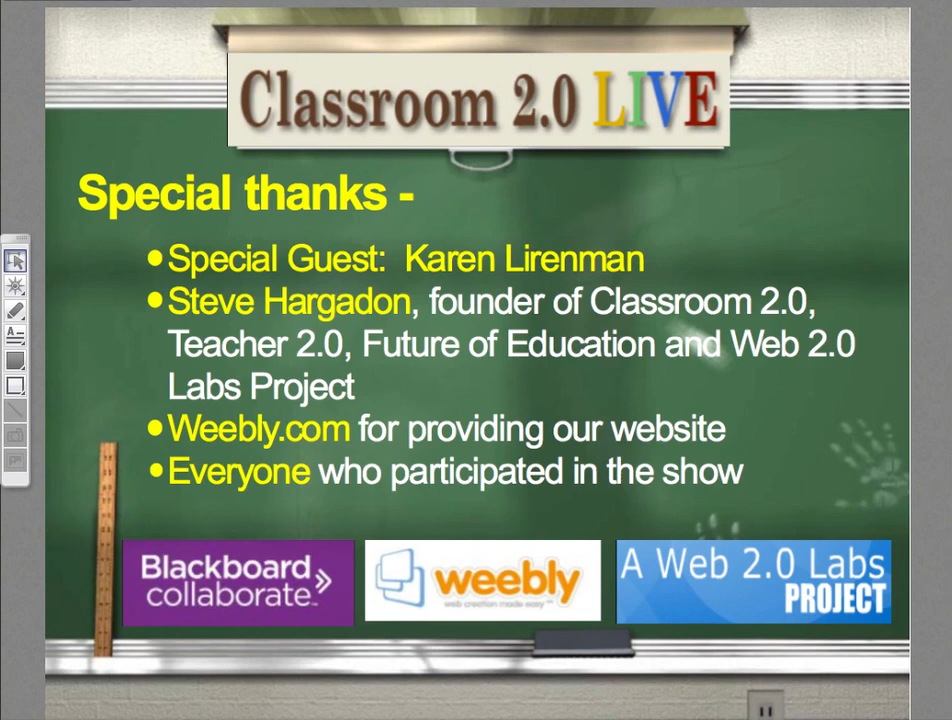 Classroom 2.0 LIVE
Special thanks -
•Special Guest: Karen Lirenman
•Steve Hargadon, founder of Classroom 2.0,
Teacher 2.0, Future of Education and Web 2.0
Labs Project
•Weebly.com for providing our website
•Everyone who participated in the show
Blackboard
collaborate™
weebly
web creation made easy™
A Web 2.0 Labs
PROJECT